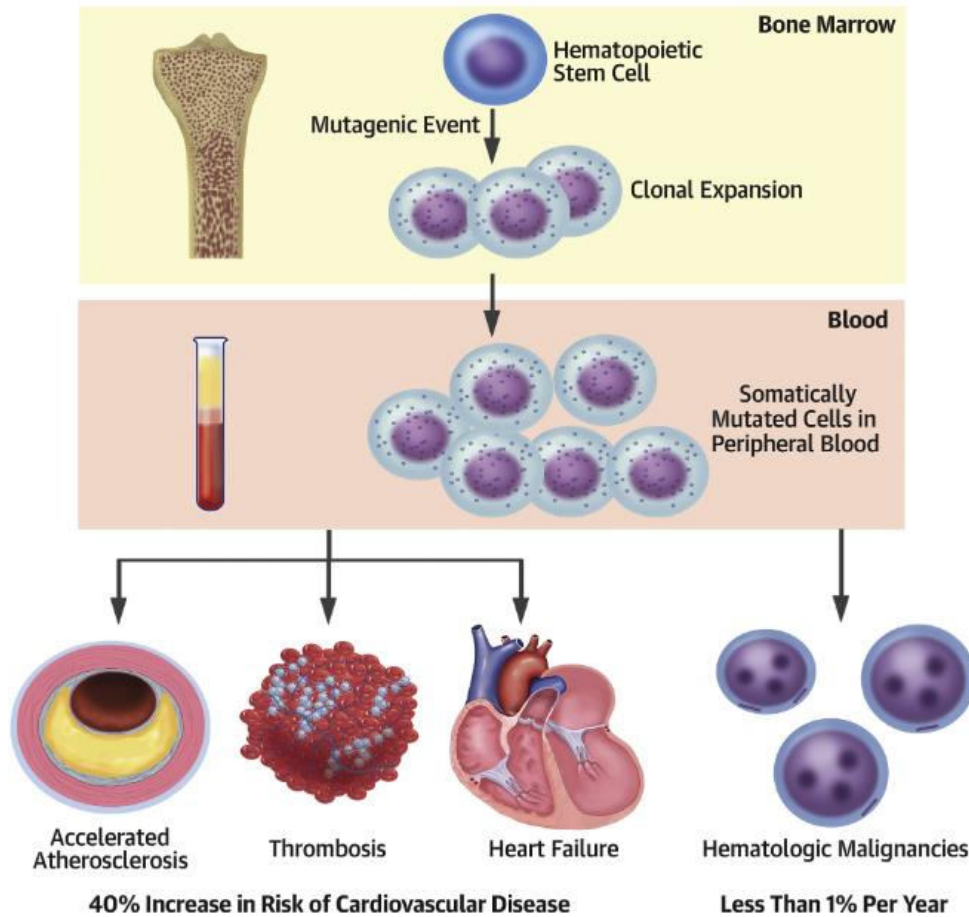 Bone Marrow
Hematopoietic
Stem Cell
Mutagenic Event
Clonal Expansion
Blood
Somatically
Mutated Cells in
Peripheral Blood
Accelerated
Atherosclerosis
Thrombosis
Heart Failure
Hematologic Malignancies
40% Increase in Risk of Cardiovascular Disease
Less Than 1% Per Year